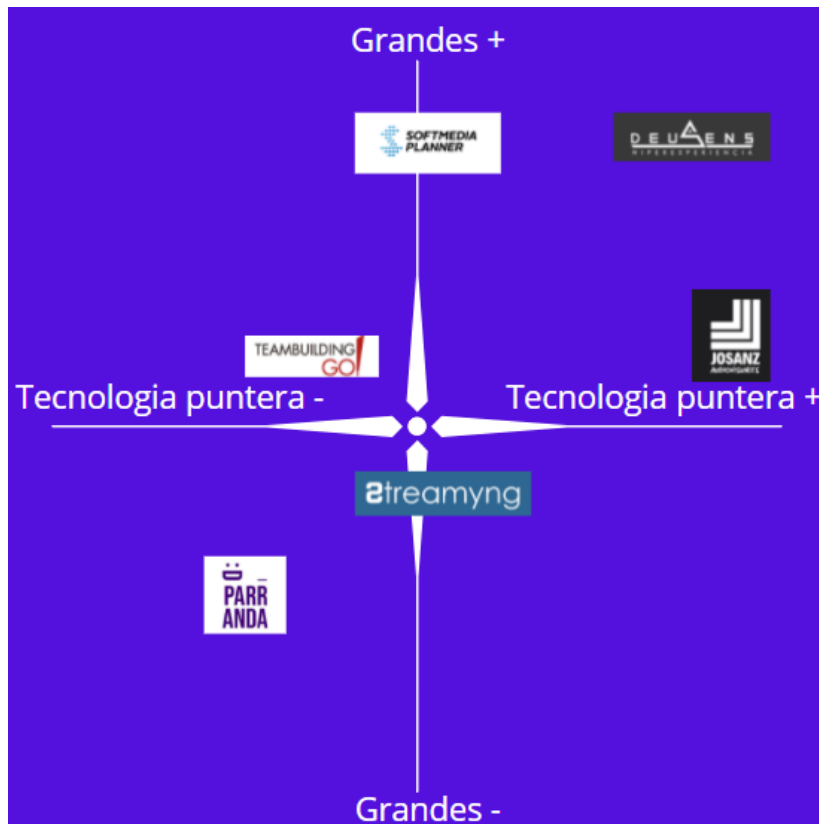 Grandes +
SOFTMEDIA
PLANNER
DEUSENS
HIPEREXPERIENCIA
TEAMBUILDING
GO!
JOSANZ
Tecnologia puntera -
Tecnologia puntera +
Streamyng
:D
PARR
ANDA
Grandes -